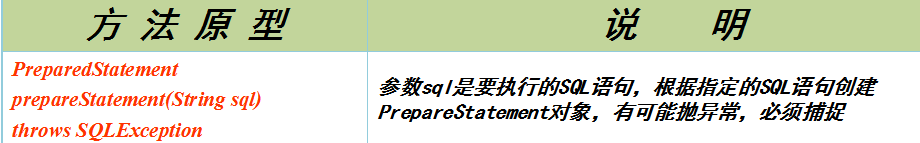 方 法 原 型
说 明
PreparedStatement
prepareStatement(String sql)
throws SQLException
参数sql是要执行的SQL语句，根据指定的SQL语句创建
PrepareStatement对象，有可能抛异常，必须捕捉